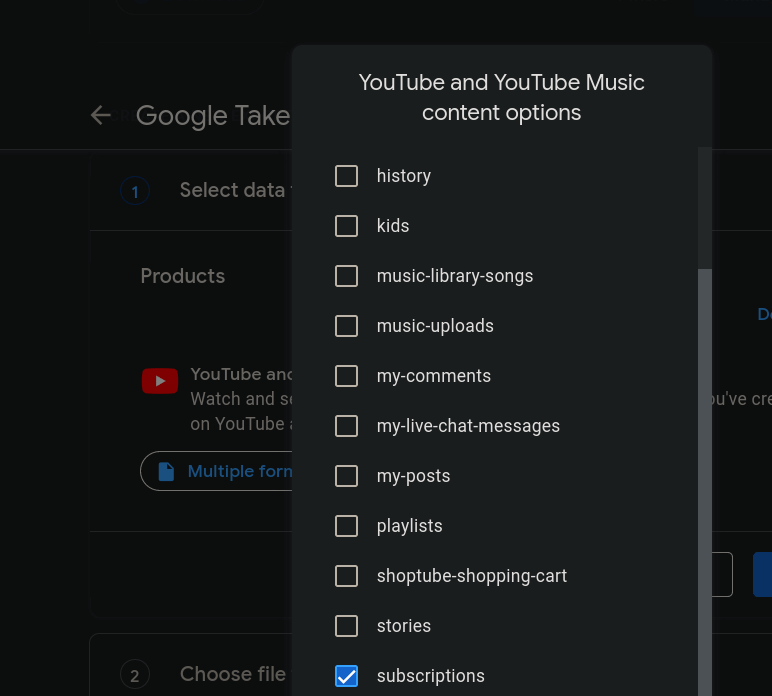 YouTube and YouTube Music
content options
Google Take
1 Select data
Products
YouTube and
Watch and se
on YouTube
Multiple form
history
kids
music-library-songs
music-uploads
my-comments
my-live-chat-messages
my-posts
playlists
shoptube-shopping-cart
stories
subscriptions
De
ou've cre
2 Choose file